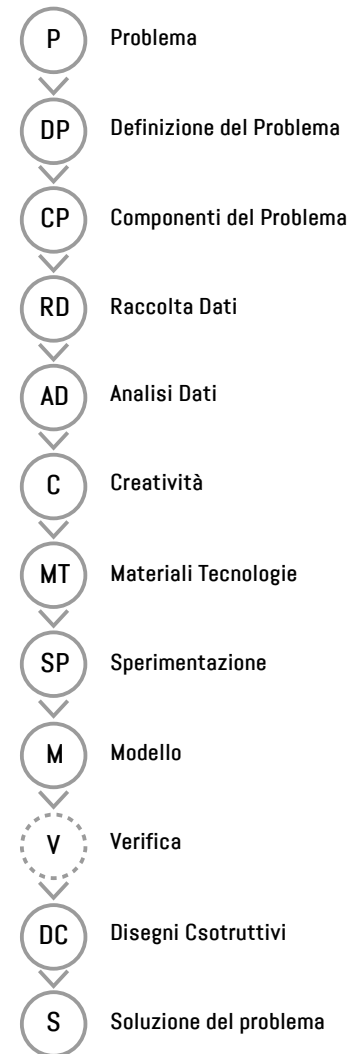 P Problema
DP Definizione del Problema
CP Componenti del Problema
RD Raccolta Dati
AD Analisi Dati
C Creatività
MT Materiali Tecnologie
SP Sperimentazione
M Modello
V Verifica
DC Disegni Csotruttivi
S Soluzione del problema